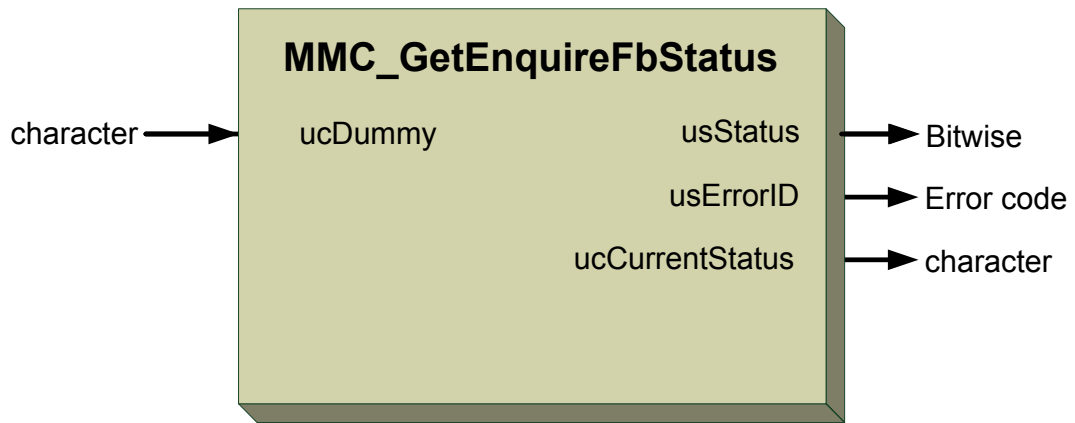 MMC_GetEnquireFbStatus
character ucDummy usStatus Bitwise
usErrorID Error code
ucCurrentStatus character